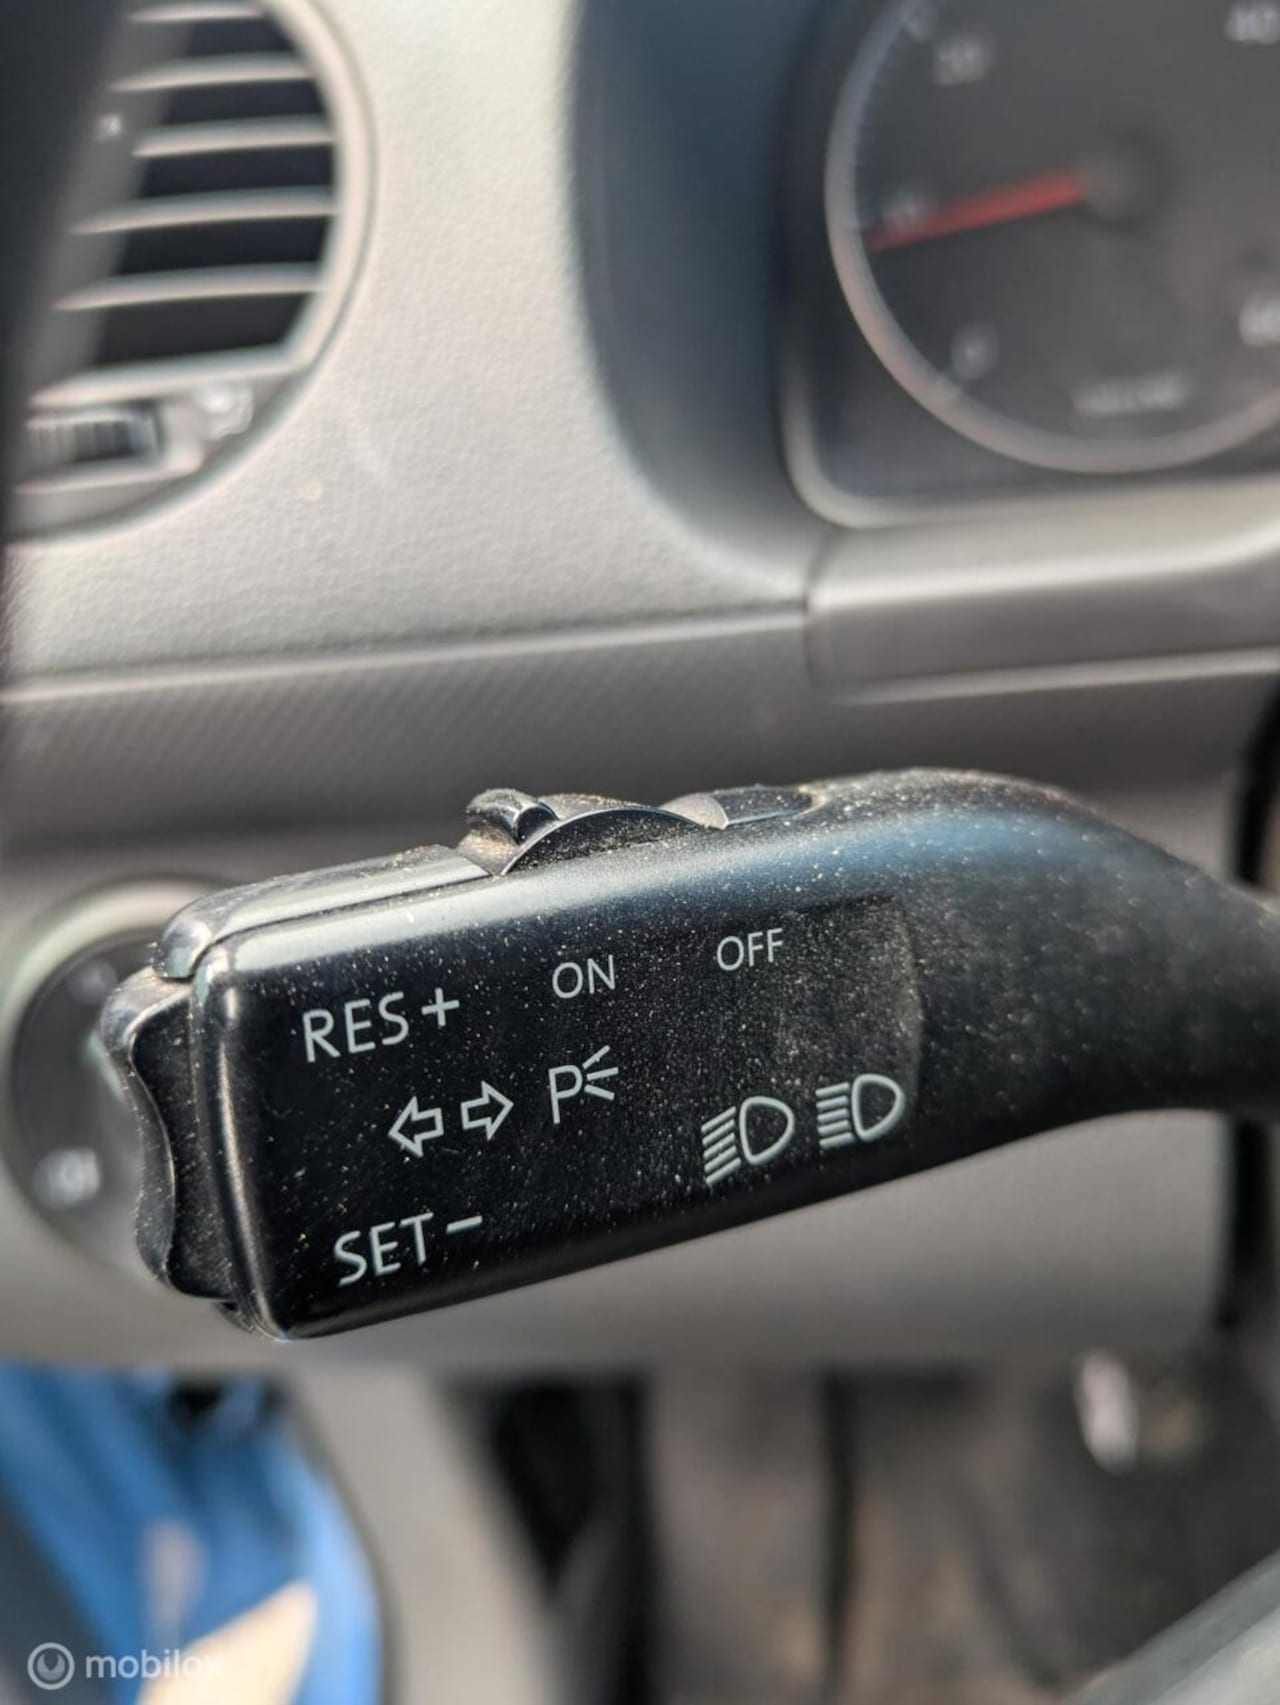 ON OFF
RES +
P
SET -
mobilox